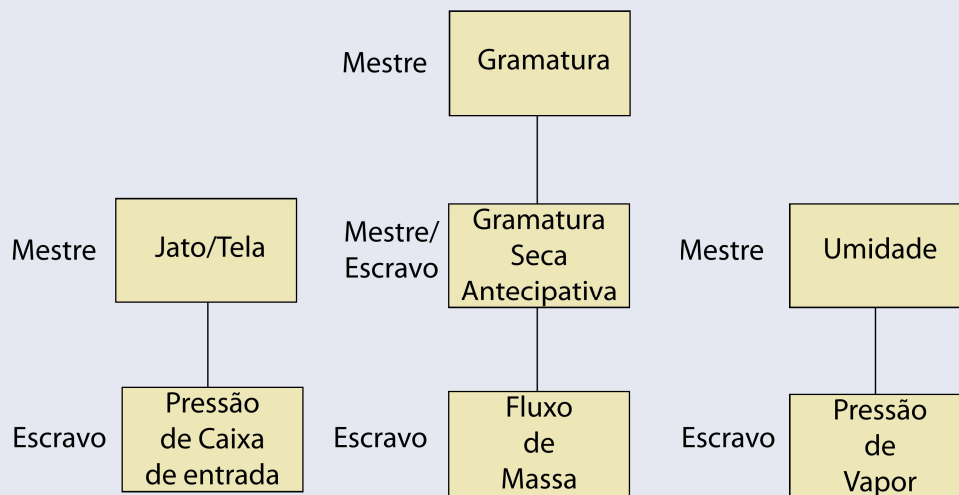 Mestre
Gramatura
Mestre
Jato/Tela
Mestre/
Escravo
Gramatura
Seca
Antecipativa
Mestre
Umidade
Escravo
Pressão
de Caixa
de entrada
Escravo
Fluxo
de
Massa
Escravo
Pressão
de
Vapor